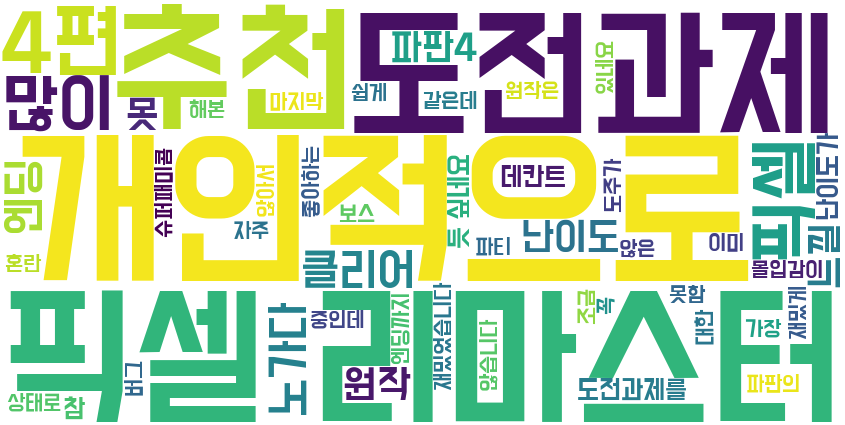 4편
추천
도전과제
많이
못
해본
마지막
쉽게
파판4
같은데
원작은
있네요
엔딩
개인적으로
슈퍼패미콤
않아서
자주
좋아하는
보스
듯 싶네요
파티
데칸트
난이도
도주가
않은
이미
픽셀
느낌
난이도가
몰입감이
혼란
클리어
픽셀 리마스터
노가다
중인데
엔딩까지
재밌었습니다
않습니다
조금
꼭
못함
대한
가장
재밌게
버그
원작
상태로
참
도전과제를
파판의